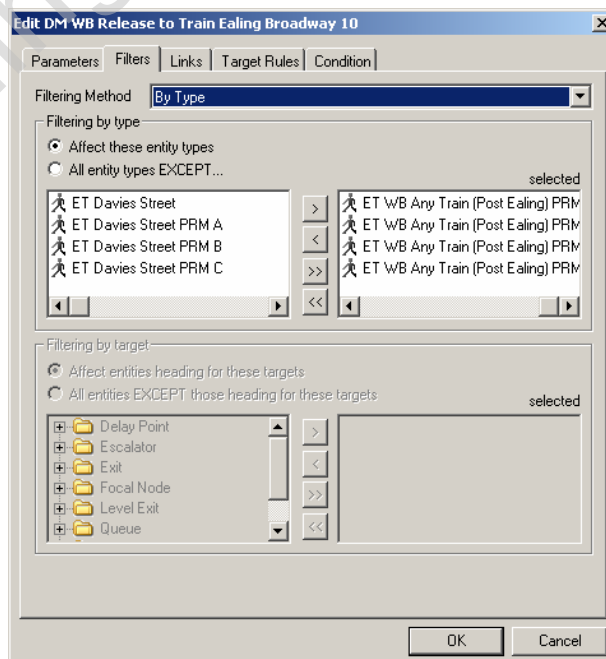 Edit DM WB Release to Train Ealing Broadway 10
Parameters Filters Links Target Rules Condition
Filtering Method By Type
Filtering by type
Affect these entity types
All entity types EXCEPT...
selected
ET Davies Street
ET Davies Street PRM A
ET Davies Street PRM B
ET Davies Street PRM C
>
<
>>
<<
ET WB Any Train (Post Ealing) PRM
ET WB Any Train (Post Ealing) PRM
ET WB Any Train (Post Ealing) PRM
ET WB Any Train (Post Ealing) PRM
Filtering by target
Affect entities heading for these targets
All entities EXCEPT those heading for these targets
selected
Delay Point
Escalator
Exit
Focal Node
Level Exit
Queue
>
<
>>
<<
OK Cancel